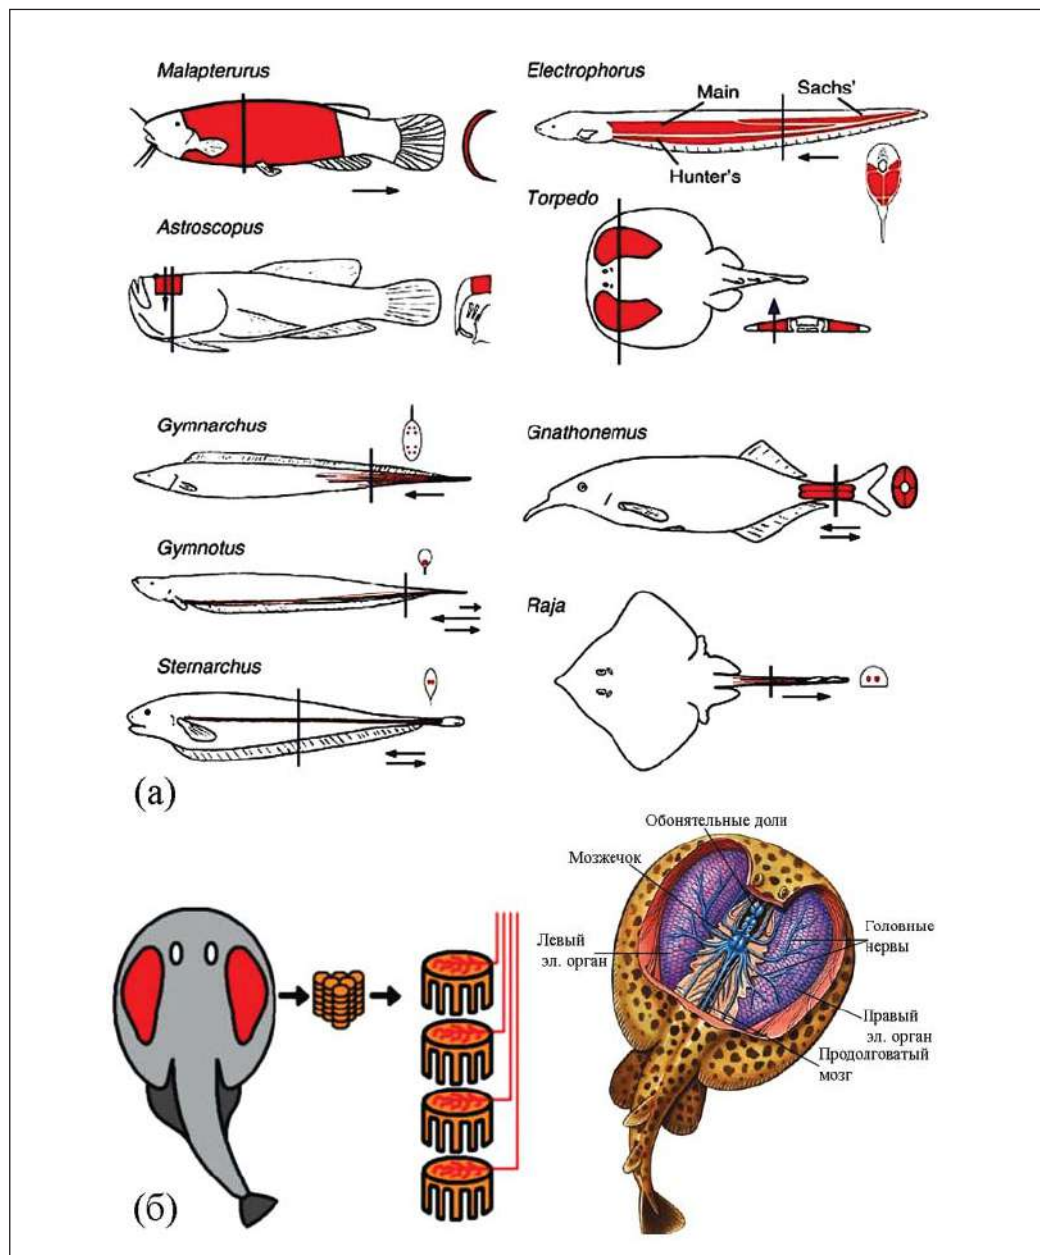 Malapterurus
Electrophorus
Main
Sachs'
Hunter's
Astroscopus
Torpedo
Gymnarchus
Gnathonemus
Gymnotus
Raja
Sternarchus
(а)
Обонятельные доли
Мозжечок
Головные
нервы
Левый
эл. орган
Правый
эл. орган
Продолговатый
мозг
(б)